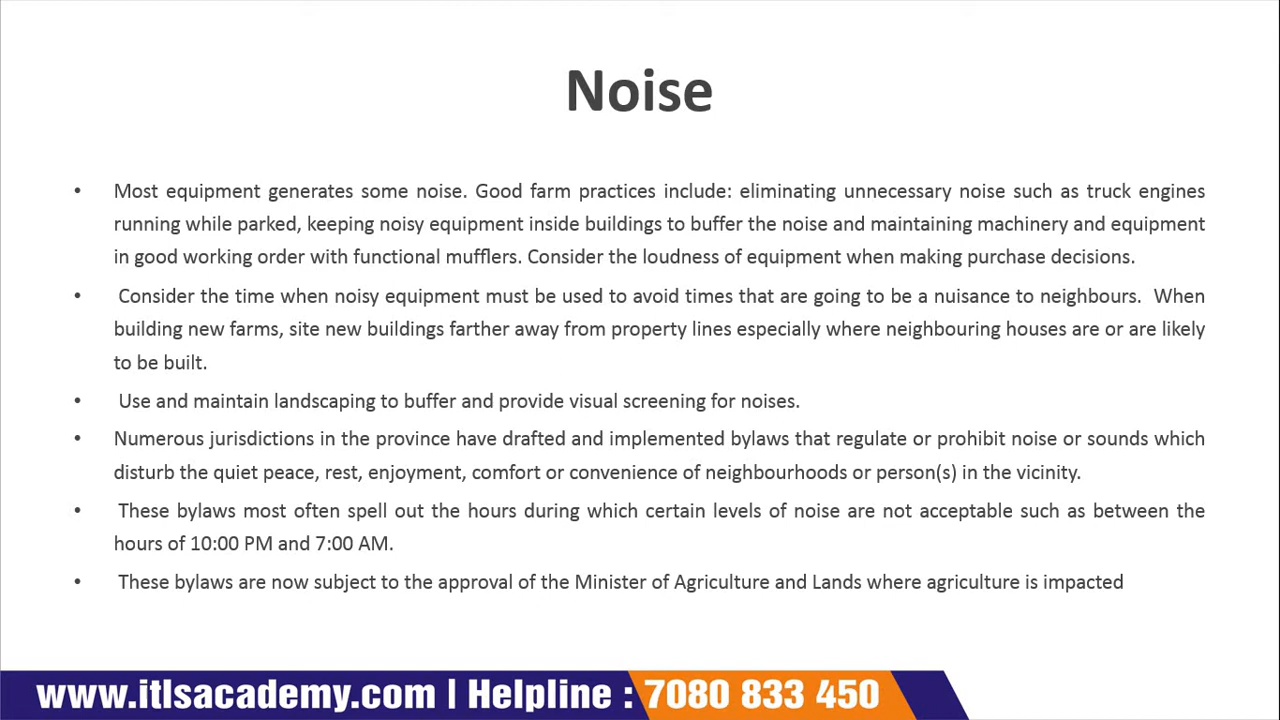 Noise
• Most equipment generates some noise. Good farm practices include: eliminating unnecessary noise such as truck engines
running while parked, keeping noisy equipment inside buildings to buffer the noise and maintaining machinery and equipment
in good working order with functional mufflers. Consider the loudness of equipment when making purchase decisions.
• Consider the time when noisy equipment must be used to avoid times that are going to be a nuisance to neighbours. When
building new farms, site new buildings farther away from property lines especially where neighbouring houses are or are likely
to be built.
• Use and maintain landscaping to buffer and provide visual screening for noises.
• Numerous jurisdictions in the province have drafted and implemented bylaws that regulate or prohibit noise or sounds which
disturb the quiet peace, rest, enjoyment, comfort or convenience of neighbourhoods or person(s) in the vicinity.
• These bylaws most often spell out the hours during which certain levels of noise are not acceptable such as between the
hours of 10:00 PM and 7:00 AM.
• These bylaws are now subject to the approval of the Minister of Agriculture and Lands where agriculture is impacted
www.itlsacademy.com | Helpline : 7080 833 450